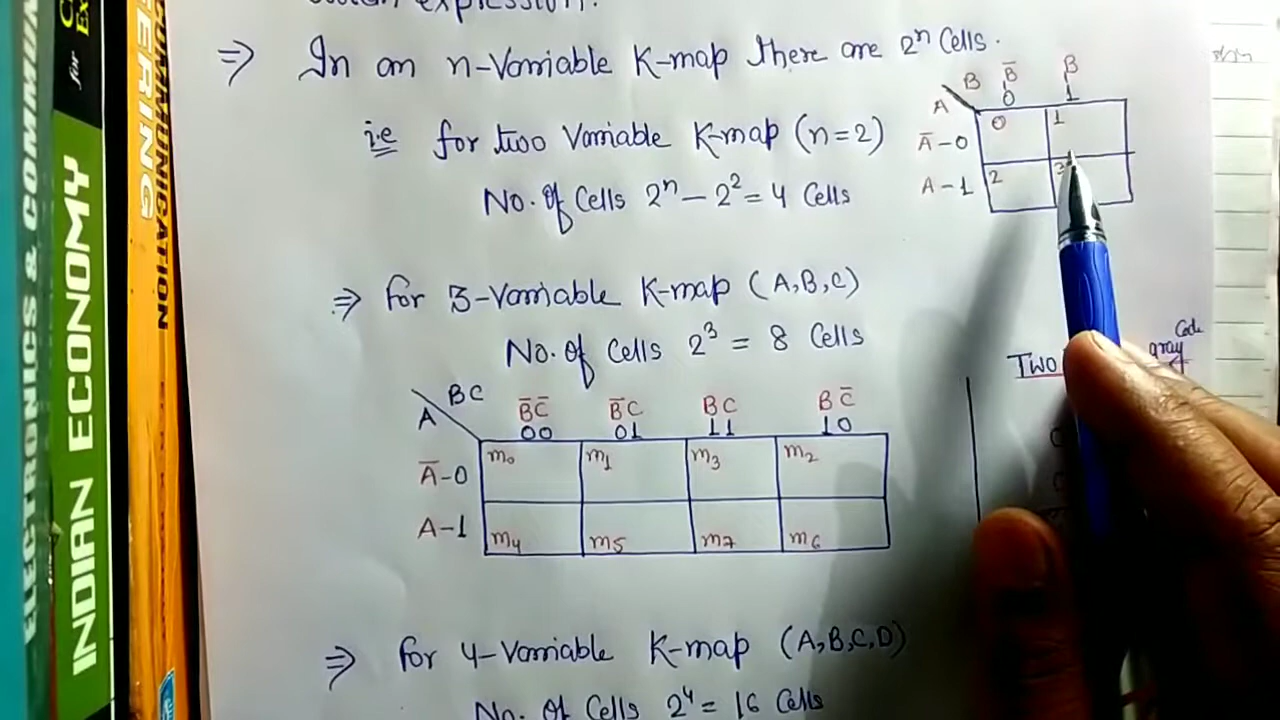 expression.
⇒ In an n-Variable K-map there are 2ⁿ Cells.
i.e for two Variable K-map (n=2)
No. of Cells 2ⁿ - 2² = 4 Cells
B B̅ B
A 0 1
A̅-0 0 1
A-1 2 3
⇒ for 3-Variable K-map (A,B,C)
No. of Cells 2³ = 8 Cells
BC B̅C̅ B̅C BC BC̅
A 00 01 11 10
A̅-0 m₀ m₁ m₃ m₂
A-1 m₄ m₅ m₇ m₆
⇒ for 4-Variable K-map (A,B,C,D)
No. of Cells 2⁴ = 16 Cells
Two gray Code
ELECTRONICS & COMMUN
INDIAN ECONOMY
for
COMMUNICATION
ERING